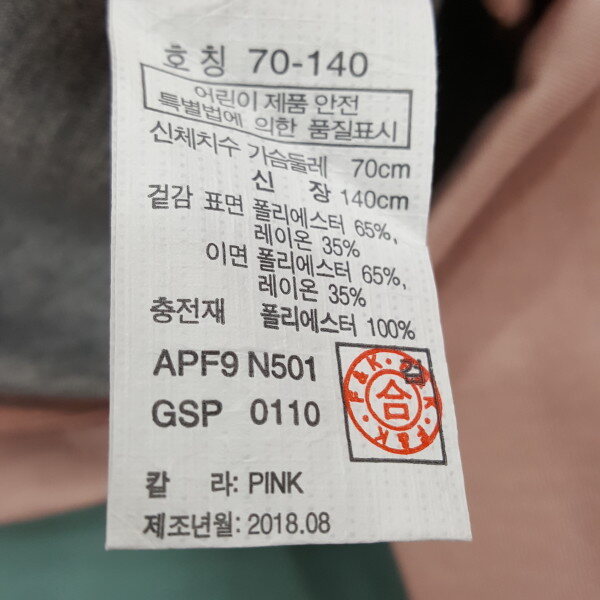 호칭 70-140
어린이 제품 안전
특별법에 의한 품질표시
신체치수 가슴둘레 70cm
신 장 140cm
겉감 표면 폴리에스터 65%,
레이온 35%
이면 폴리에스터 65%,
레이온 35%
충전재 폴리에스터 100%
APF9 N501
GSP 0110
검
F&K · F&K · F&K
合
칼 라: PINK
제조년월: 2018.08